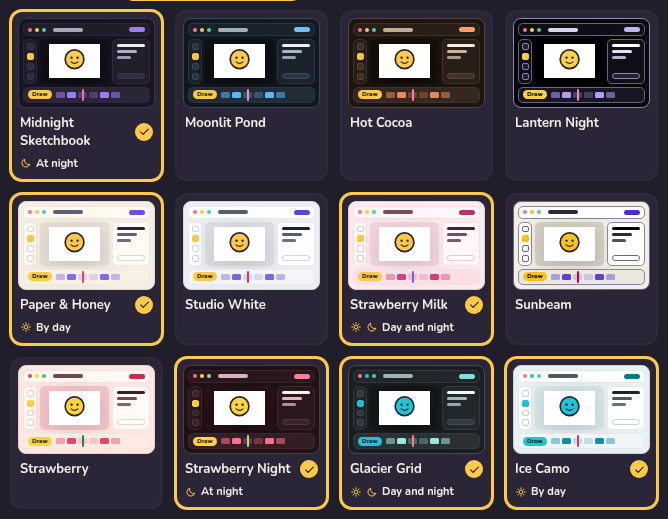 Draw
Draw
Draw
Draw
Midnight
Sketchbook
At night
Moonlit Pond
Hot Cocoa
Lantern Night
Draw
Draw
Draw
Draw
Paper & Honey
By day
Studio White
Strawberry Milk
Day and night
Sunbeam
Draw
Draw
Draw
Draw
Strawberry
Strawberry Night
At night
Glacier Grid
Day and night
Ice Camo
By day